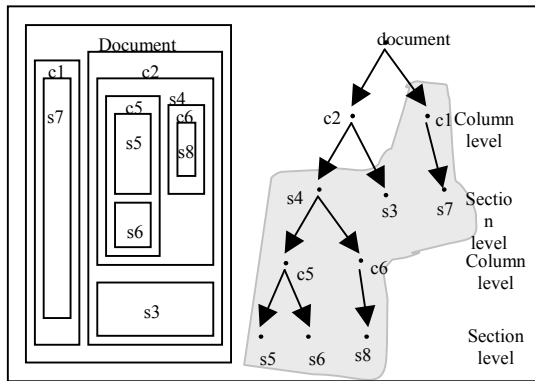 Document
c1
c2
s7
c5
s4
s5
c6
s8
s6
s3
document
c2
c1
Column
level
s4
s3
s7
Sectio
n
level
c5
c6
Column
level
s5
s6
s8
Section
level